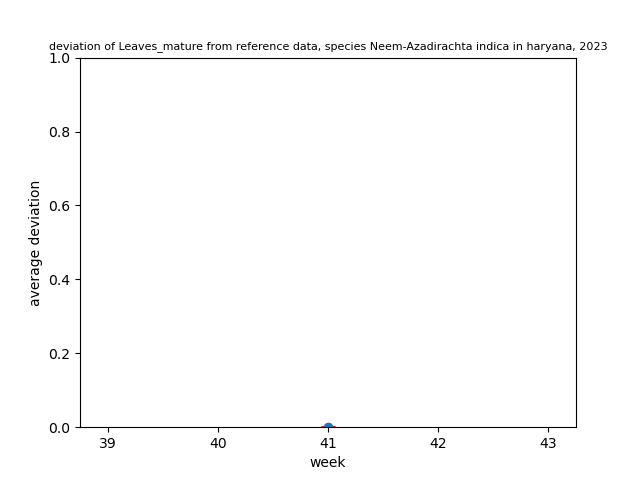 deviation of Leaves_mature from reference data, species Neem-Azadirachta indica in haryana, 2023
1.0
0.8
0.6
0.4
0.2
0.0
average deviation
39 40 41 42 43
week